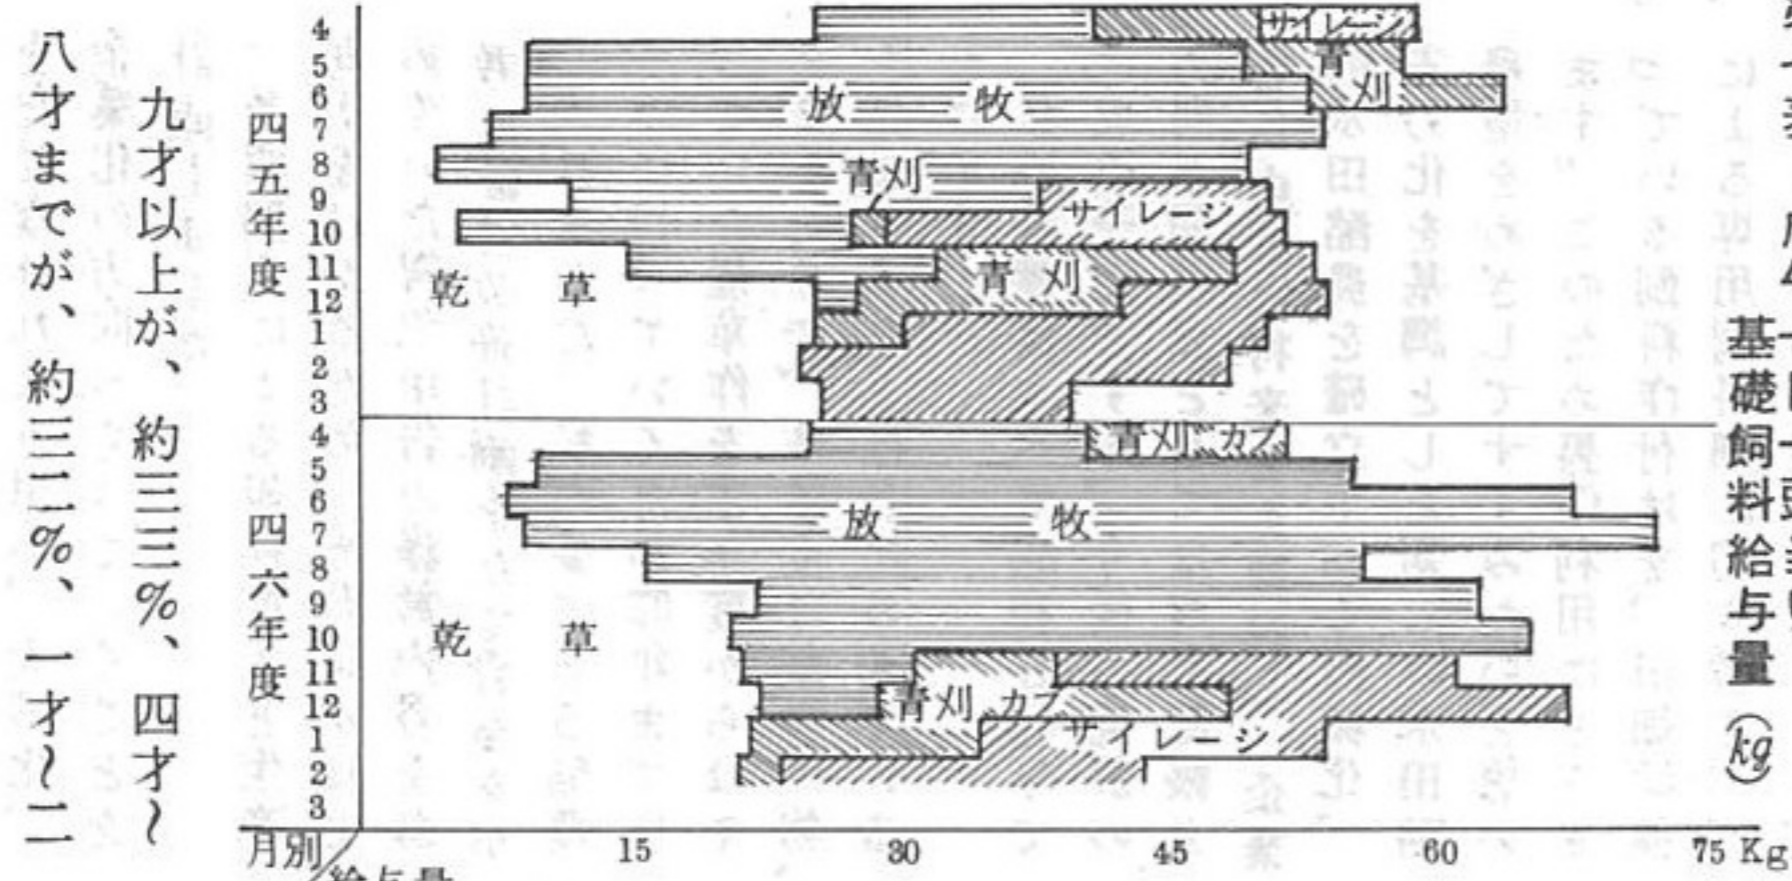 基礎飼料給与量(kg)
四五年度
4
5
6
7
8
9
10
11
12
1
2
3
サイレージ
青刈
放牧
青刈
サイレージ
青刈
乾草
四六年度
4
5
6
7
8
9
10
11
12
1
2
3
青刈 カブ
放牧
乾草
青刈 カブ
サイレージ
月別
給与量
15 30 45 60 75 Kg
九才以上が、約三三%、四才~
八才までが、約三二%、一才~二